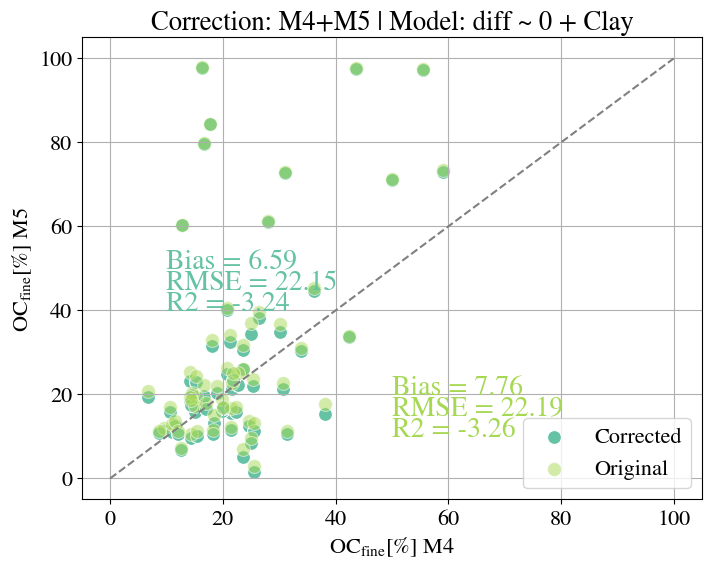 Correction: M4+M5 | Model: diff ~ 0 + Clay
100
80
60
40
20
0
OCfine[%] M5
Bias = 6.59
RMSE = 22.15
R2 = -3.24
Bias = 7.76
RMSE = 22.19
R2 = -3.26
Corrected
Original
0 20 40 60 80 100
OCfine[%] M4